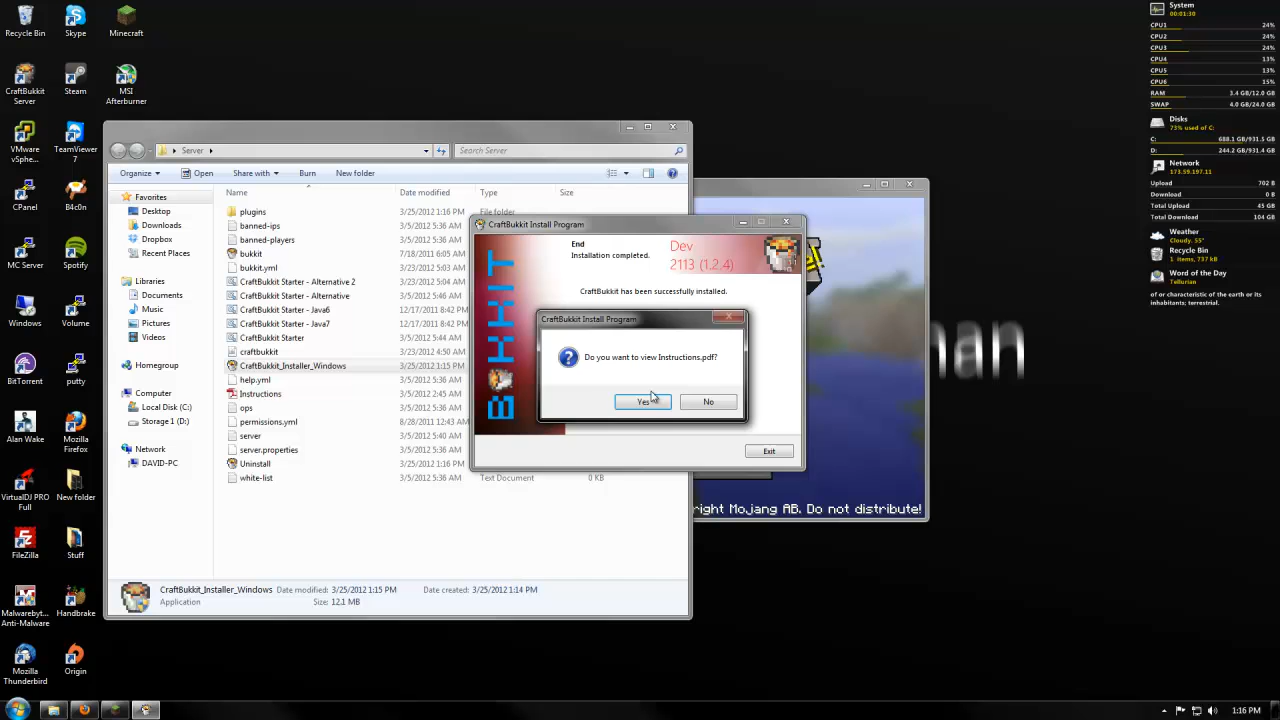 Recycle Bin
Skype
Minecraft
CraftBukkit Server
Steam
MSI Afterburner
VMware vSphe...
TeamViewer 7
CPanel
B4c0n
MC Server
Spotify
Windows
Volume
BitTorrent
putty
Alan Wake
Mozilla Firefox
VirtualDJ PRO Full
New folder
FileZilla
Stuff
Malwarebyt... Anti-Malware
Handbrake
Mozilla Thunderbird
Origin
Server
Search Server
Organize
Open
Share with
Burn
New folder
Favorites
Desktop
Downloads
Dropbox
Recent Places
Libraries
Documents
Music
Pictures
Videos
Homegroup
Computer
Local Disk (C:)
Storage 1 (D:)
Network
DAVID-PC
Name Date modified Type Size
plugins 3/25/2012 1:16 PM File folder
banned-ips 3/5/2012 5:36 AM
banned-players 3/5/2012 5:36 AM
bukkit 7/18/2011 6:05 AM
bukkit.yml 3/23/2012 5:03 AM
CraftBukkit Starter - Alternative 2 3/23/2012 5:04 AM
CraftBukkit Starter - Alternative 3/5/2012 5:46 AM
CraftBukkit Starter - Java6 12/17/2011 6:08 A
CraftBukkit Starter - Java7 12/17/2011 6:08 A
CraftBukkit Starter 3/5/2012 5:44 AM
craftbukkit 3/23/2012 4:50 AM
CraftBukkit_Installer_Windows 3/25/2012 1:15 PM
help.yml 3/5/2012 5:36 AM
Instructions 3/5/2012 2:45 AM
ops 3/5/2012 5:36 AM
permissions.yml 8/28/2011 12:43 AM
server 3/5/2012 5:40 AM
server.properties 3/5/2012 5:36 AM
Uninstall 3/25/2012 1:16 PM
white-list 3/5/2012 5:36 AM Text Document 0 KB
CraftBukkit_Installer_Windows Date modified: 3/25/2012 1:15 PM Date created: 3/25/2012 1:14 PM
Application Size: 12.1 MB
CraftBukkit Install Program
BUKKIT
End
Installation completed.
Dev
2113 (1.2.4)
CraftBukkit has been successfully installed.
CraftBukkit Install Program
Do you want to view Instructions.pdf?
Yes
No
Exit
right Mojang AB. Do not distribute!
nan
System
00:01:30
CPU1 24%
CPU2 24%
CPU3 24%
CPU4 13%
CPU5 13%
CPU6 15%
RAM 3.4 GB/12.0 GB
SWAP 4.0 GB/24.0 GB
Disks
73% used of C:
C: 688.1 GB/931.5 GB
D: 244.2 GB/931.4 GB
Network
173.59.197.11
Upload 702 B
Download 0 B
Total Upload 45 GB
Total Download 104 GB
Weather
Cloudy. 55°
Recycle Bin
1 items, 737 kB
Word of the Day
Tellurian
of or characteristic of the earth or its
inhabitants; terrestrial.
1:16 PM